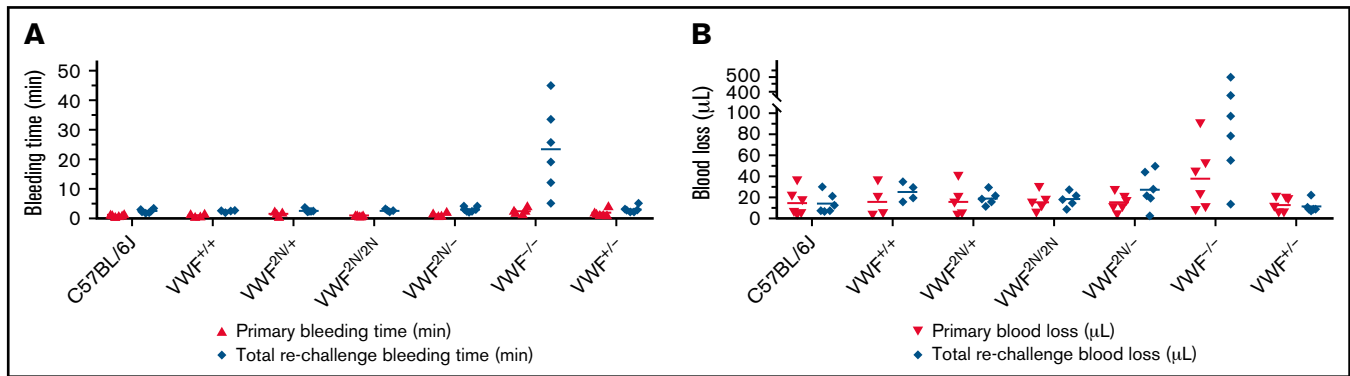 A
Bleeding time (min)
50
40
30
20
10
0
C57BL/6J
VWF+/+
VWF2N/+
VWF2N/2N
VWF2N/−
VWF−/−
VWF+/−
Primary bleeding time (min)
Total re-challenge bleeding time (min)
B
Blood loss (µL)
500
400
100
80
60
40
20
0
C57BL/6J
VWF+/+
VWF2N/+
VWF2N/2N
VWF2N/−
VWF−/−
VWF+/−
Primary blood loss (µL)
Total re-challenge blood loss (µL)